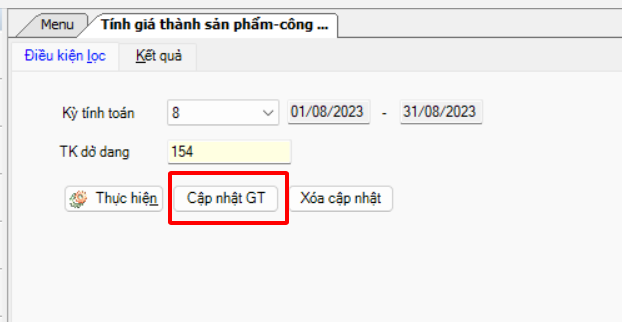 Menu Tính giá thành sản phẩm-công ...
Điều kiện lọc Kết quả
Kỳ tính toán 8 01/08/2023 - 31/08/2023
TK dở dang 154
Thực hiện Cập nhật GT Xóa cập nhật